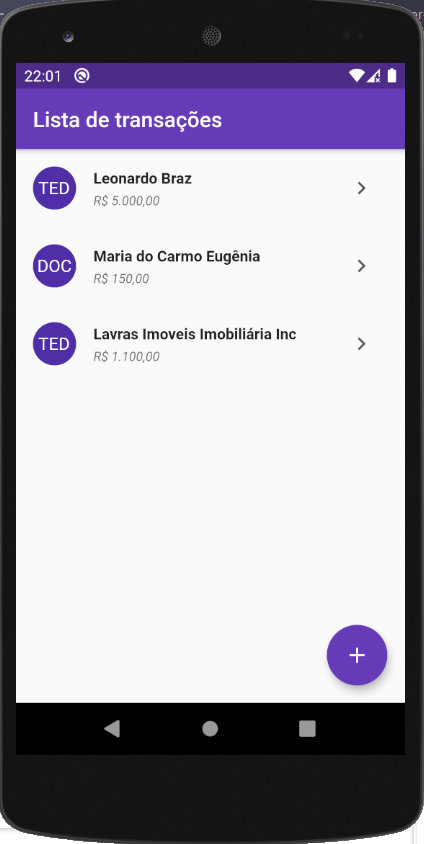 22:01
Lista de transações
TED
Leonardo Braz
R$ 5.000,00
DOC
Maria do Carmo Eugênia
R$ 150,00
TED
Lavras Imoveis Imobiliária Inc
R$ 1.100,00